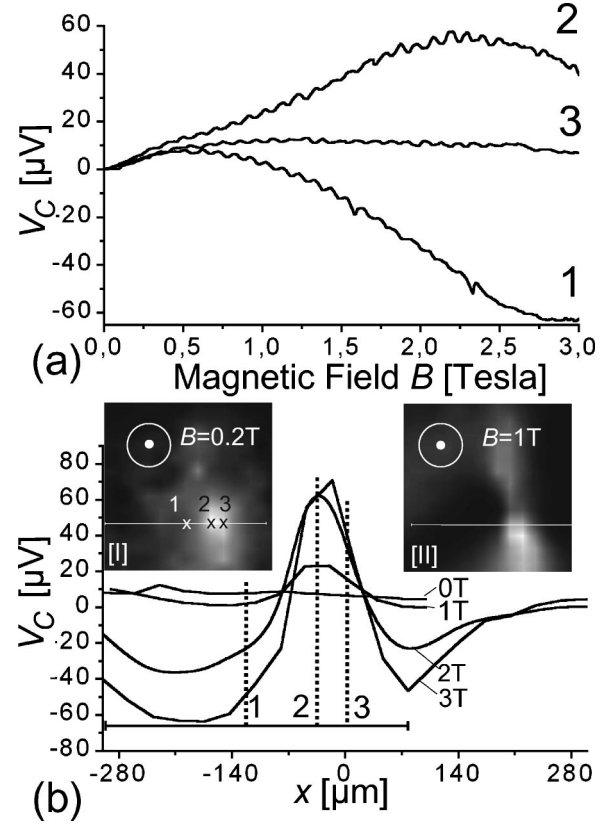 60
40
20
0
-20
-40
-60
V_C [µV]
2
3
1
0,0 0,5 1,0 1,5 2,0 2,5 3,0
(a) Magnetic Field B [Tesla]
80
60
40
20
0
-20
-40
-60
-80
V_C [µV]
B=0.2T
1 2 3
x x x
[I]
B=1T
[II]
0T
1T
2T
3T
1 2 3
-280 -140 0 140 280
(b) x [µm]